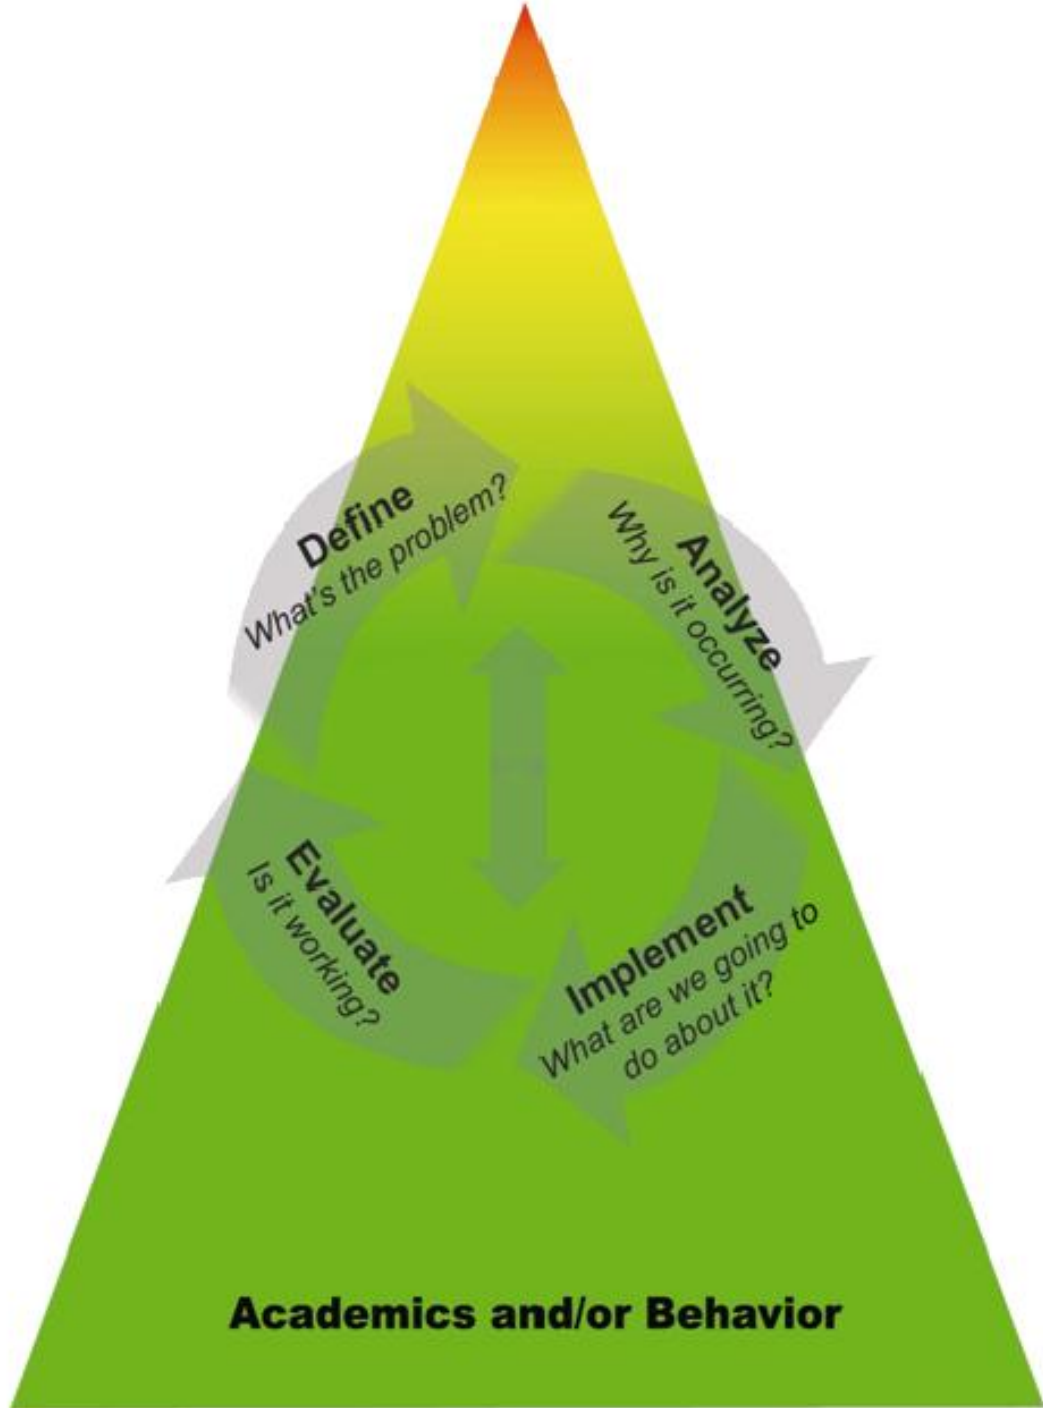 Define
What's the problem?
Analyze
Why is it occurring?
Implement
What are we going to
do about it?
Evaluate
Is it working?
Academics and/or Behavior